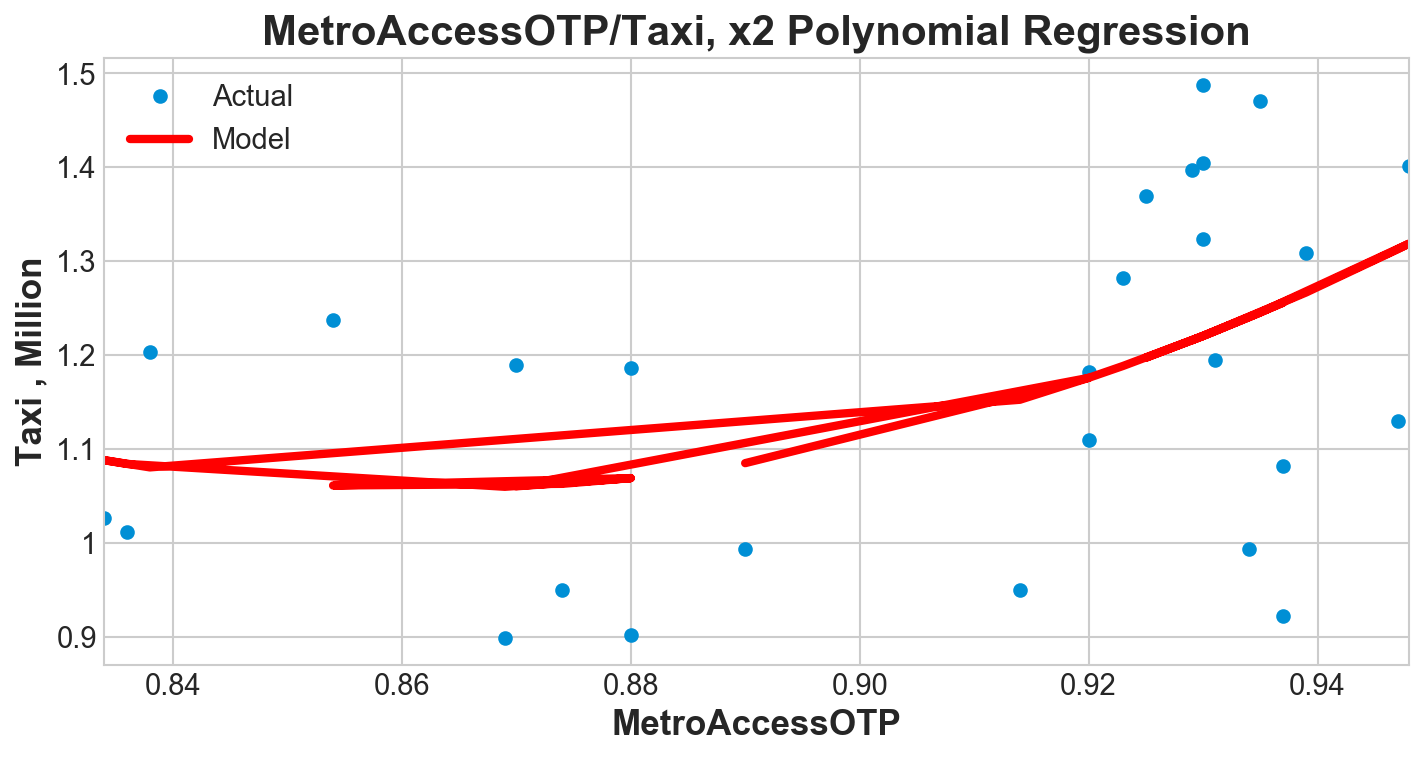 MetroAccessOTP/Taxi, x2 Polynomial Regression
1.5
Actual
Model
1.4
1.3
1.2
1.1
1
0.9
Taxi , Million
0.84 0.86 0.88 0.90 0.92 0.94
MetroAccessOTP